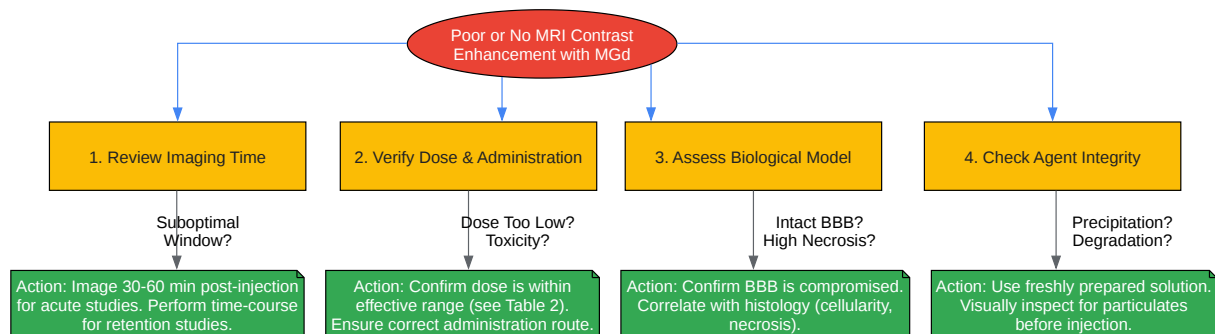 Poor or No MRI Contrast
Enhancement with MGd
1. Review Imaging Time
2. Verify Dose & Administration
3. Assess Biological Model
4. Check Agent Integrity
Suboptimal
Window?
Dose Too Low?
Toxicity?
Intact BBB?
High Necrosis?
Precipitation?
Degradation?
Action: Image 30-60 min post-injection
for acute studies. Perform time-course
for retention studies.
Action: Confirm dose is within
effective range (see Table 2).
Ensure correct administration route.
Action: Confirm BBB is compromised.
Correlate with histology (cellularity,
necrosis).
Action: Use freshly prepared solution.
Visually inspect for particulates
before injection.